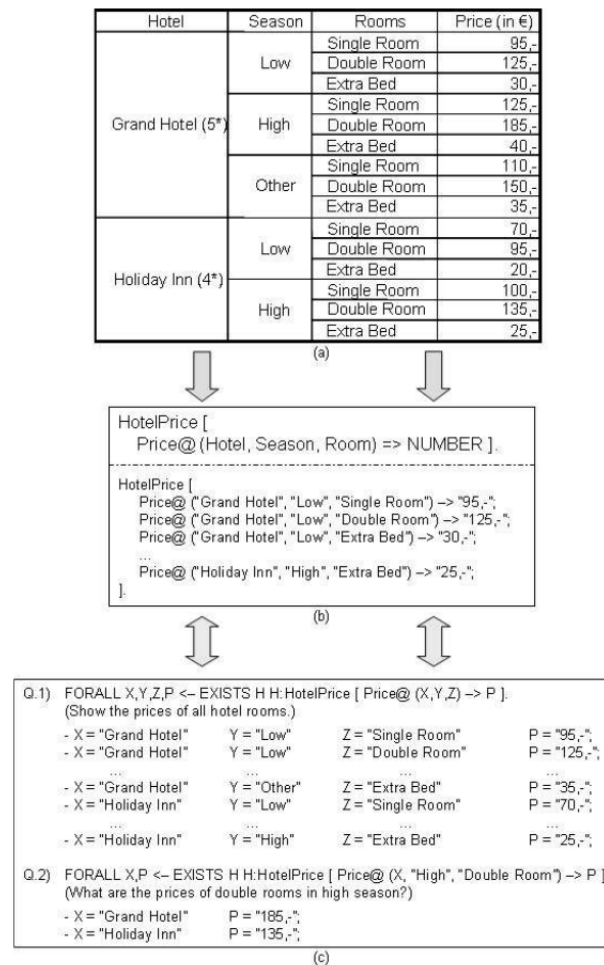 Hotel Season Rooms Price (in €)
Grand Hotel (5*) Low Single Room 95,-
Double Room 125,-
Extra Bed 30,-
High Single Room 125,-
Double Room 185,-
Extra Bed 40,-
Other Single Room 110,-
Double Room 150,-
Extra Bed 35,-
Holiday Inn (4*) Low Single Room 70,-
Double Room 95,-
Extra Bed 20,-
High Single Room 100,-
Double Room 135,-
Extra Bed 25,-
(a)
HotelPrice [
Price@ (Hotel, Season, Room) => NUMBER ].
HotelPrice [
Price@ ("Grand Hotel", "Low", "Single Room") –> "95,-";
Price@ ("Grand Hotel", "Low", "Double Room") –> "125,-";
Price@ ("Grand Hotel", "Low", "Extra Bed") –> "30,-";
...
Price@ ("Holiday Inn", "High", "Extra Bed") –> "25,-";
].
(b)
Q.1) FORALL X,Y,Z,P <– EXISTS H H:HotelPrice [ Price@ (X,Y,Z) –> P ].
(Show the prices of all hotel rooms.)
- X = "Grand Hotel" Y = "Low" Z = "Single Room" P = "95,-";
- X = "Grand Hotel" Y = "Low" Z = "Double Room" P = "125,-";
... ... ... ...
- X = "Grand Hotel" Y = "Other" Z = "Extra Bed" P = "35,-";
- X = "Holiday Inn" Y = "Low" Z = "Single Room" P = "70,-";
... ... ... ...
- X = "Holiday Inn" Y = "High" Z = "Extra Bed" P = "25,-";
Q.2) FORALL X,P <– EXISTS H H:HotelPrice [ Price@ (X, "High", "Double Room") –> P ]
(What are the prices of double rooms in high season?)
- X = "Grand Hotel" P = "185,-";
- X = "Holiday Inn" P = "135,-";
(c)